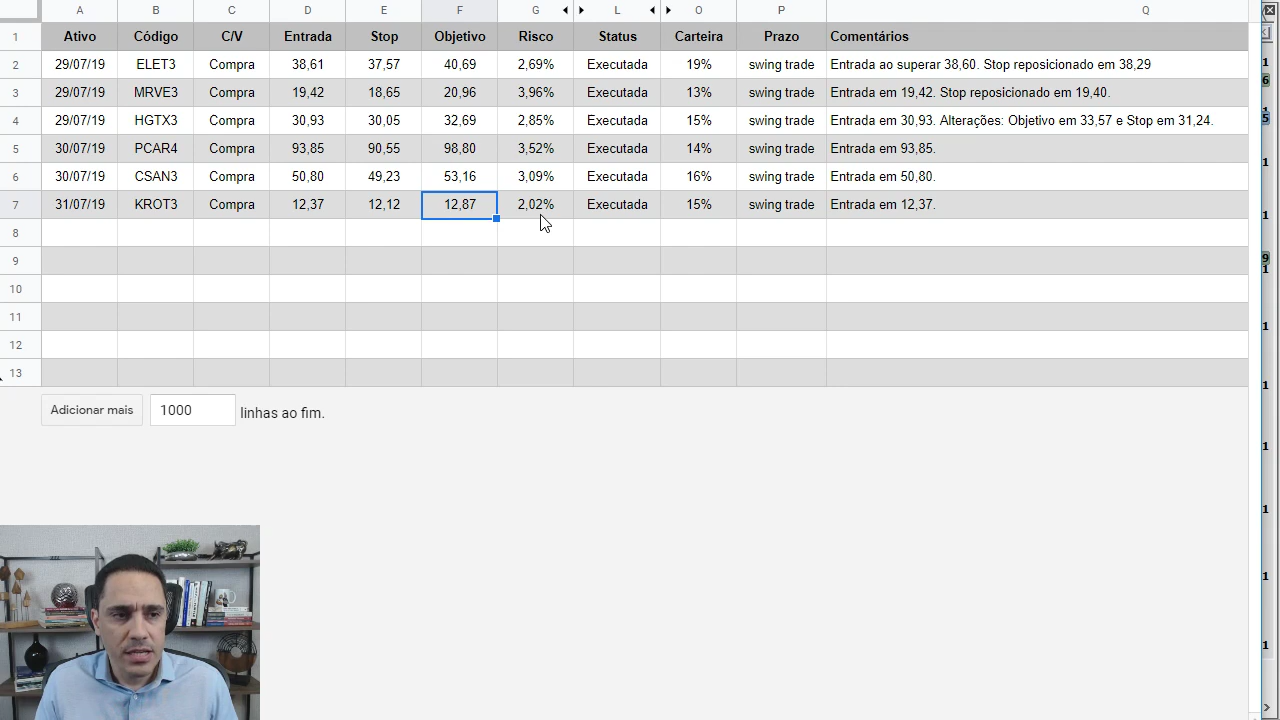 A B C D E F G L O P Q
1 Ativo Código C/V Entrada Stop Objetivo Risco Status Carteira Prazo Comentários
2 29/07/19 ELET3 Compra 38,61 37,57 40,69 2,69% Executada 19% swing trade Entrada ao superar 38,60. Stop reposicionado em 38,29
3 29/07/19 MRVE3 Compra 19,42 18,65 20,96 3,96% Executada 13% swing trade Entrada em 19,42. Stop reposicionado em 19,40.
4 29/07/19 HGTX3 Compra 30,93 30,05 32,69 2,85% Executada 15% swing trade Entrada em 30,93. Alterações: Objetivo em 33,57 e Stop em 31,24.
5 30/07/19 PCAR4 Compra 93,85 90,55 98,80 3,52% Executada 14% swing trade Entrada em 93,85.
6 30/07/19 CSAN3 Compra 50,80 49,23 53,16 3,09% Executada 16% swing trade Entrada em 50,80.
7 31/07/19 KROT3 Compra 12,37 12,12 12,87 2,02% Executada 15% swing trade Entrada em 12,37.
8
9
10
11
12
13
Adicionar mais 1000 linhas ao fim.